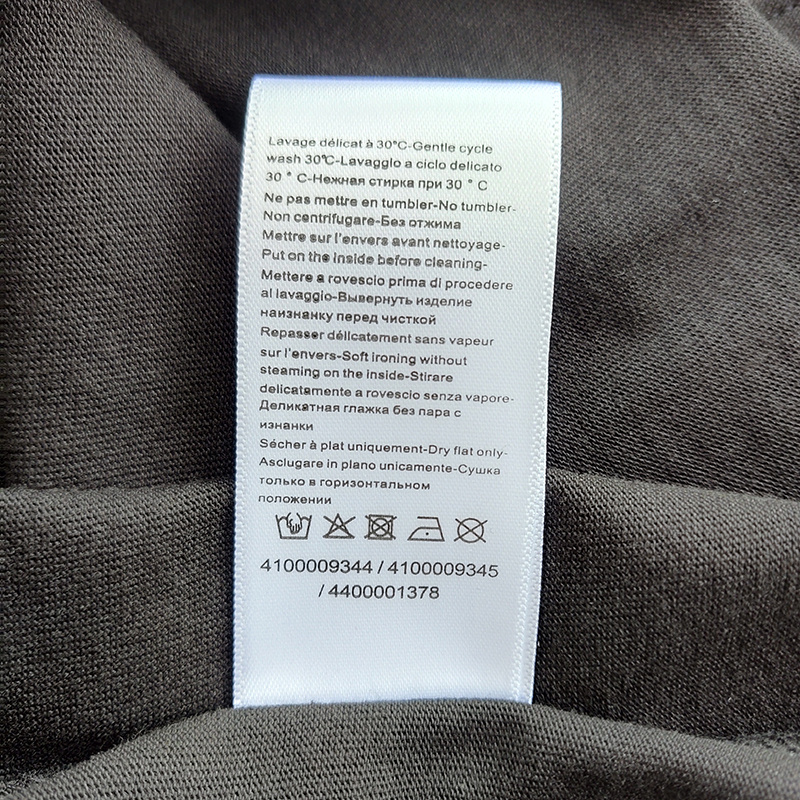 Lavage délicat à 30°C-Gentle cycle
wash 30°C-Lavaggio a ciclo delicato
30 ° C-Нежная стирка при 30 ° C
Ne pas mettre en tumbler-No tumbler-
Non centrifugare-Без отжима
Mettre sur l'envers avant nettoyage-
Put on the inside before cleaning-
Mettere a rovescio prima di procedere
al lavaggio-Вывернуть изделие
наизнанку перед чисткой
Repasser délicatement sans vapeur
sur l'envers-Soft ironing without
steaming on the inside-Stirare
delicatamente a rovescio senza vapore-
Деликатная глажка без пара с
изнанки
Sécher à plat uniquement-Dry flat only-
Asciugare in plano unicamente-Сушка
только в горизонтальном
положении
4100009344 / 4100009345
/ 4400001378